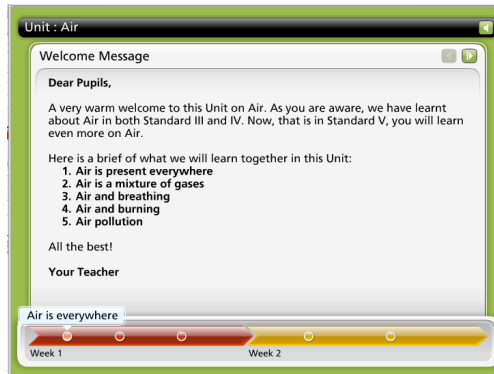 Unit : Air
Welcome Message
Dear Pupils,
A very warm welcome to this Unit on Air. As you are aware, we have learnt
about Air in both Standard III and IV. Now, that is in Standard V, you will learn
even more on Air.
Here is a brief of what we will learn together in this Unit:
1. Air is present everywhere
2. Air is a mixture of gases
3. Air and breathing
4. Air and burning
5. Air pollution
All the best!
Your Teacher
Air is everywhere
Week 1
Week 2